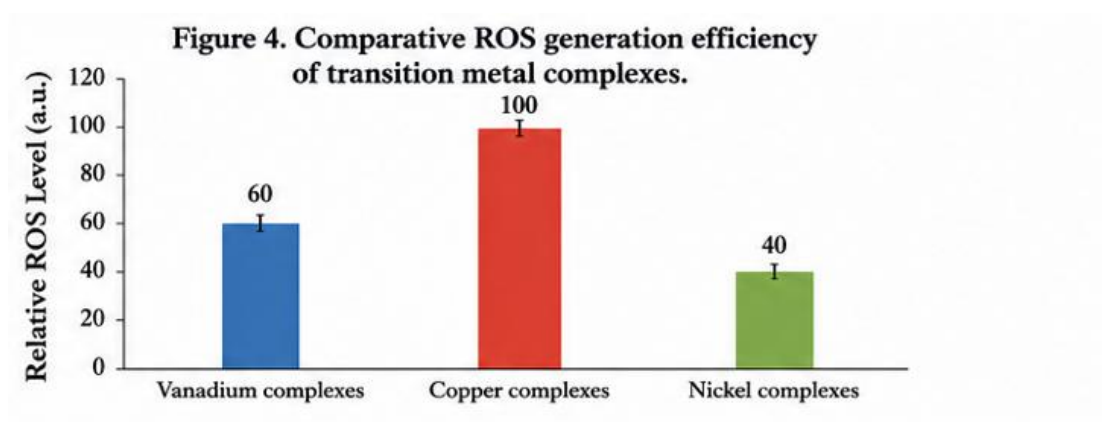 Figure 4. Comparative ROS generation efficiency
of transition metal complexes.
Relative ROS Level (a.u.)
120
100
80
60
40
20
0
60
100
40
Vanadium complexes
Copper complexes
Nickel complexes